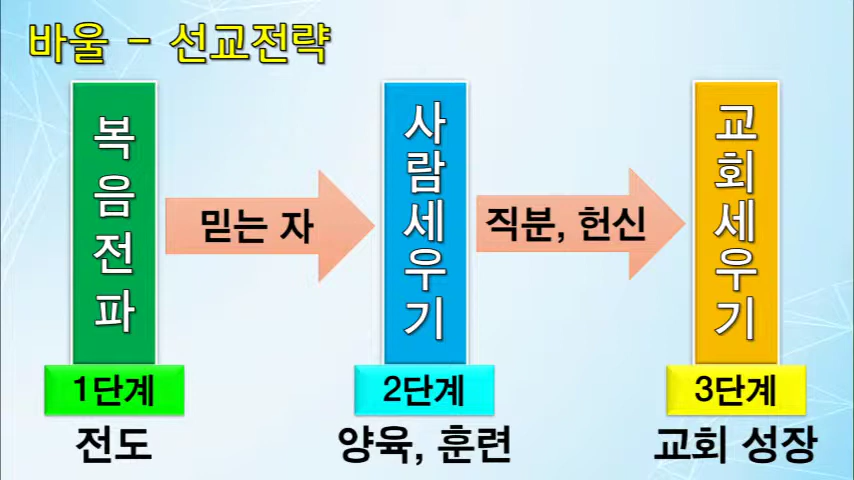 바울 - 선교전략
복음전파
믿는 자
사람세우기
직분, 헌신
교회세우기
1단계
2단계
3단계
전도
양육, 훈련
교회 성장